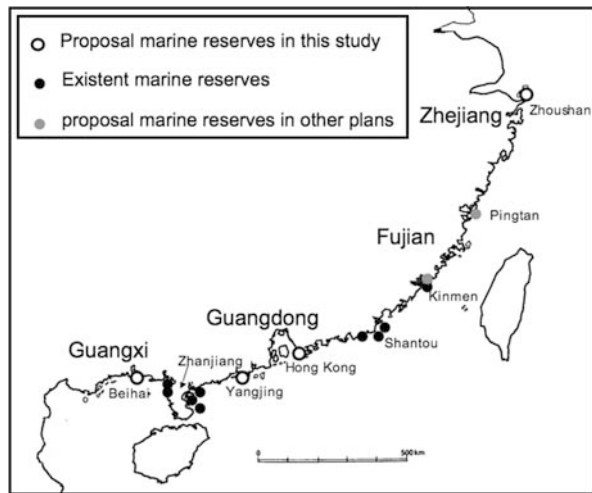 Proposal marine reserves in this study
Existent marine reserves
proposal marine reserves in other plans
Zhejiang
Zhoushan
Pingtan
Fujian
Kinmen
Guangdong
Shantou
Guangxi
Zhanjiang
Hong Kong
Beihai
Yangjing
0
500 km